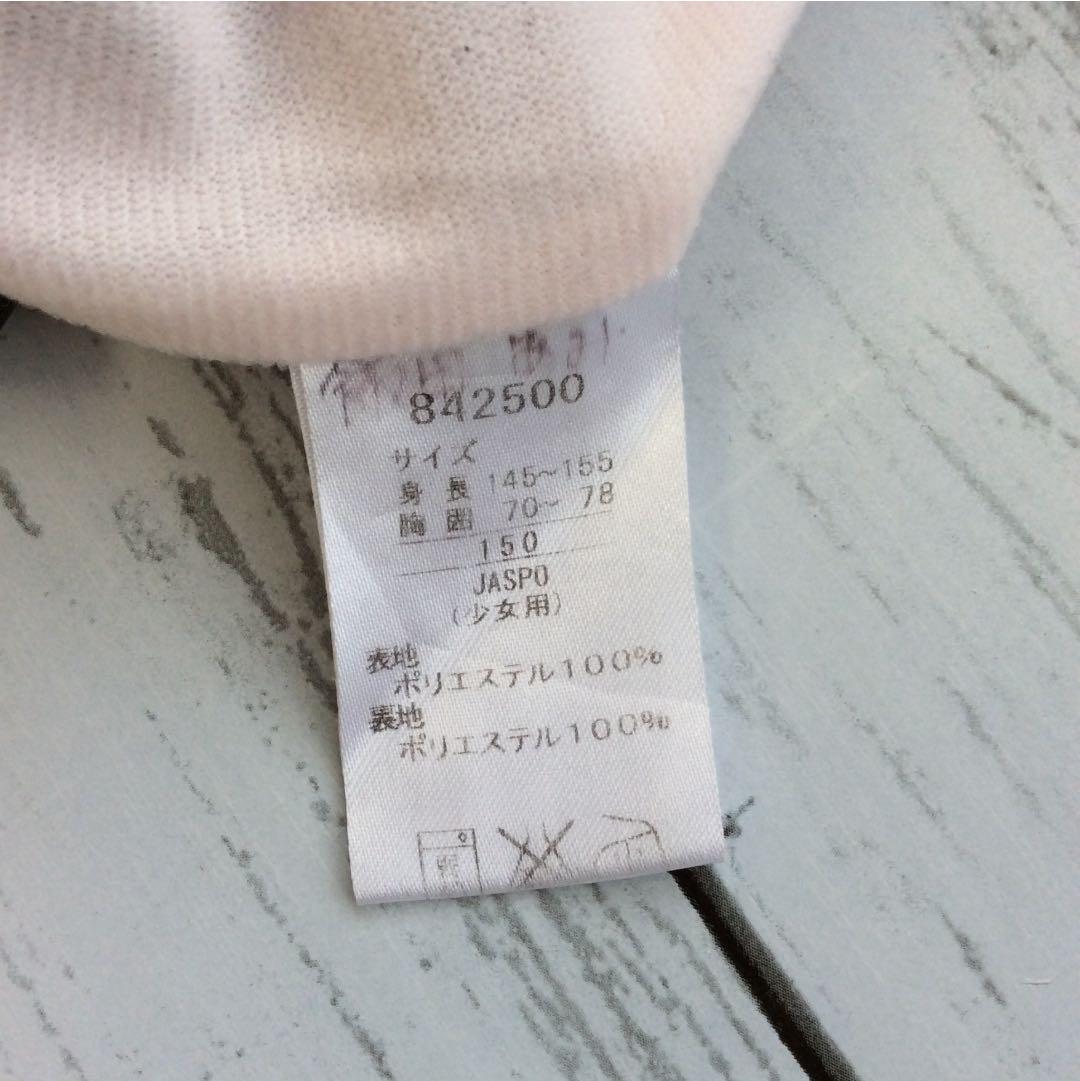 842500
サイズ
身 長 145～155
胸 囲 70～ 78
150
JASPO
(少女用)
表地
ポリエステル100%
裏地
ポリエステル100%